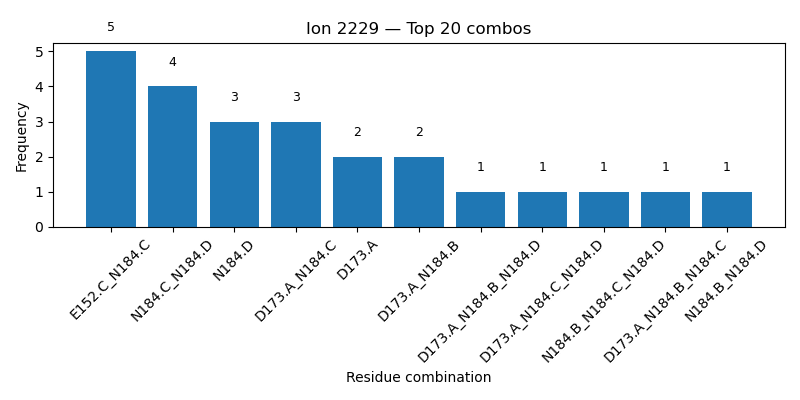 5
Ion 2229 — Top 20 combos
4
3
3
2
2
1
1
1
1
1
5
4
3
2
1
0
Frequency
E152.C_N184.C
N184.C_N184.D
N184.D
D173.A_N184.C
D173.A
D173.A_N184.B
D173.A_N184.B_N184.D
D173.A_N184.C_N184.D
N184.B_N184.C_N184.D
D173.A_N184.B_N184.C
N184.B_N184.D
Residue combination